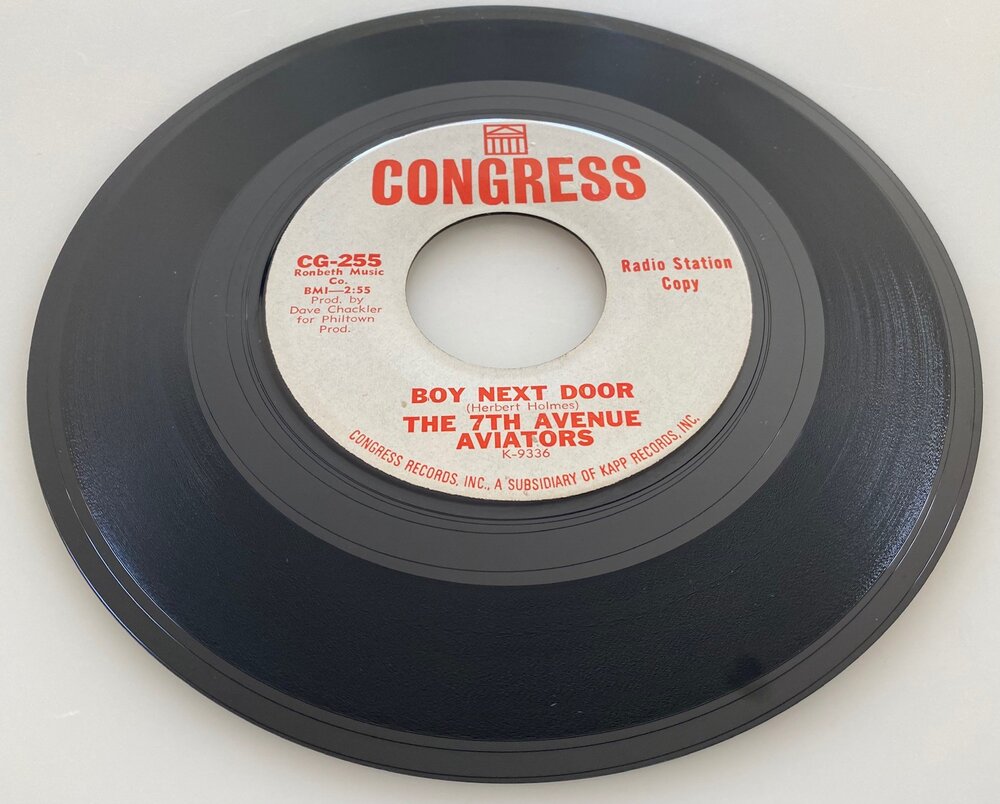 CONGRESS
CG-255
Ronbeth Music
Co.
BMI—2:55
Prod. by
Dave Chackler
for Philtown
Prod.
Radio Station
Copy
BOY NEXT DOOR
(Herbert Holmes)
THE 7TH AVENUE
AVIATORS
K-9336
CONGRESS RECORDS, INC., A SUBSIDIARY OF KAPP RECORDS, INC.